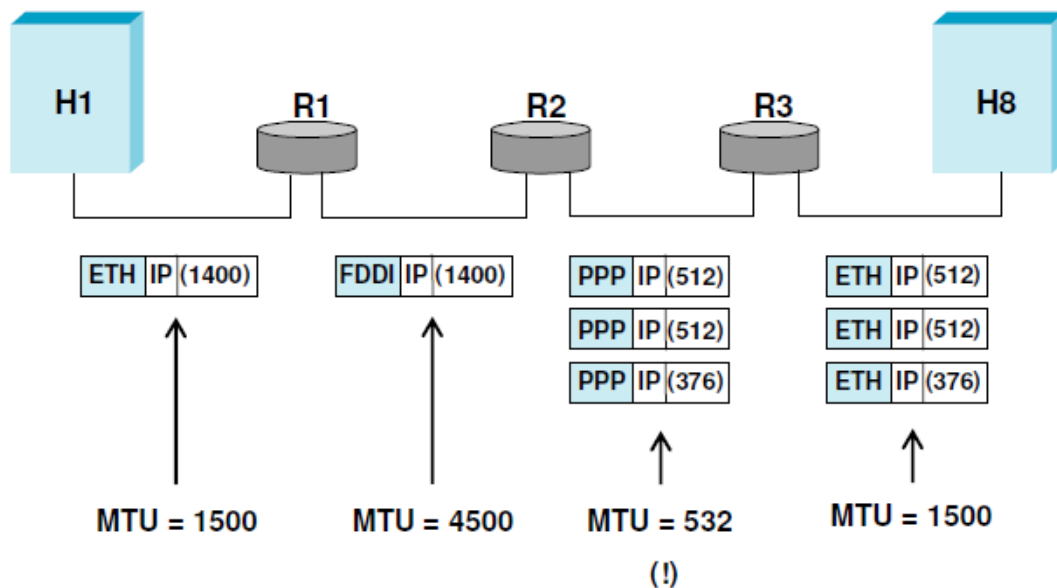 H1 R1 R2 R3 H8
ETH IP (1400) FDDI IP (1400) PPP IP (512) ETH IP (512)
PPP IP (512) ETH IP (512)
PPP IP (376) ETH IP (376)
MTU = 1500 MTU = 4500 MTU = 532 MTU = 1500
(!)